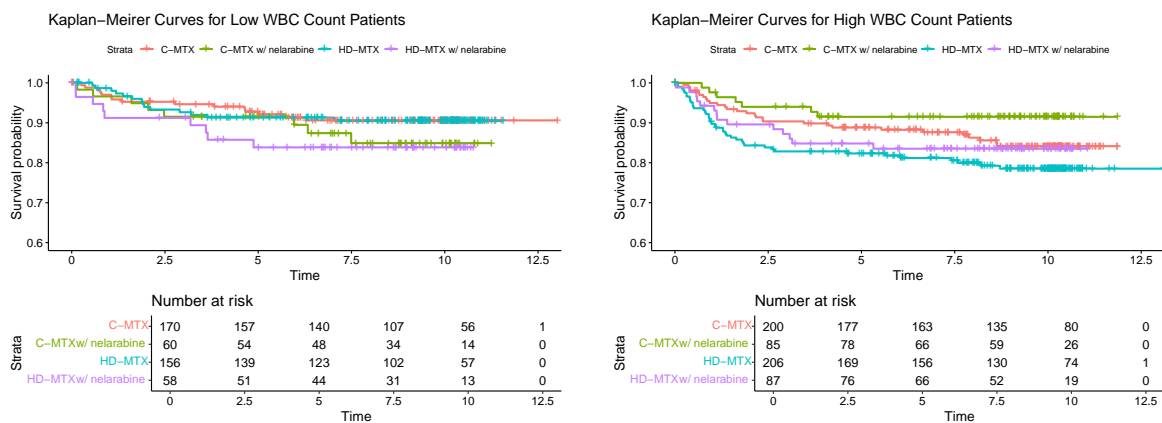 Kaplan−Meirer Curves for Low WBC Count Patients
Strata C−MTX C−MTX w/ nelarabine HD−MTX HD−MTX w/ nelarabine
1.0
0.9
0.8
0.7
0.6
Survival probability
0 2.5 5 7.5 10 12.5
Time
Number at risk
Strata
C−MTX 170 157 140 107 56 1
C−MTXw/ nelarabine 60 54 48 34 14 0
HD−MTX 156 139 123 102 57 0
HD−MTXw/ nelarabine 58 51 44 31 13 0
0 2.5 5 7.5 10 12.5
Time
Kaplan−Meirer Curves for High WBC Count Patients
Strata C−MTX C−MTX w/ nelarabine HD−MTX HD−MTX w/ nelarabine
1.0
0.9
0.8
0.7
0.6
Survival probability
0 2.5 5 7.5 10 12.5
Time
Number at risk
Strata
C−MTX 200 177 163 135 80 0
C−MTXw/ nelarabine 85 78 66 59 26 0
HD−MTX 206 169 156 130 74 1
HD−MTXw/ nelarabine 87 76 66 52 19 0
0 2.5 5 7.5 10 12.5
Time